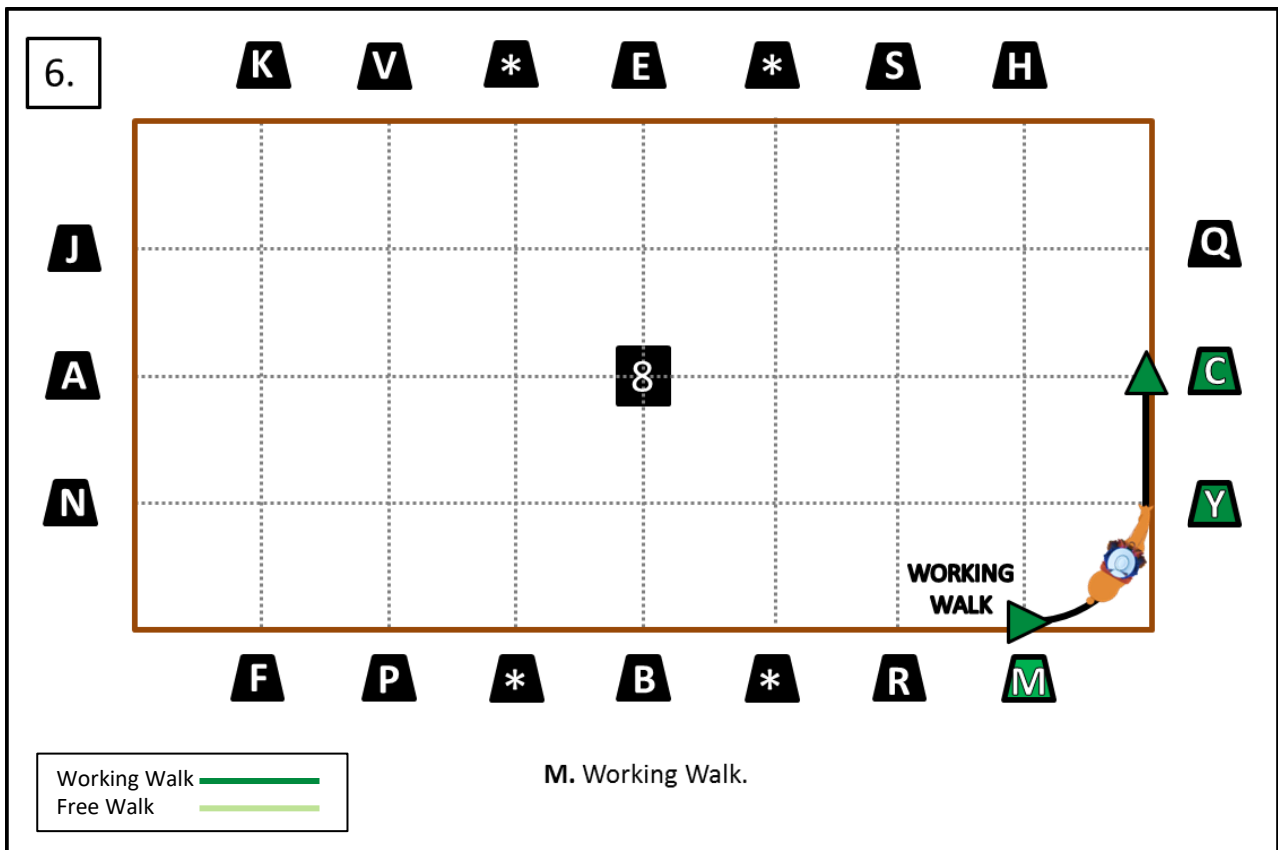 6.
K V * E * S H
J Q
8
A C
N Y
WORKING
WALK
F P * B * R M
M. Working Walk.
Working Walk
Free Walk